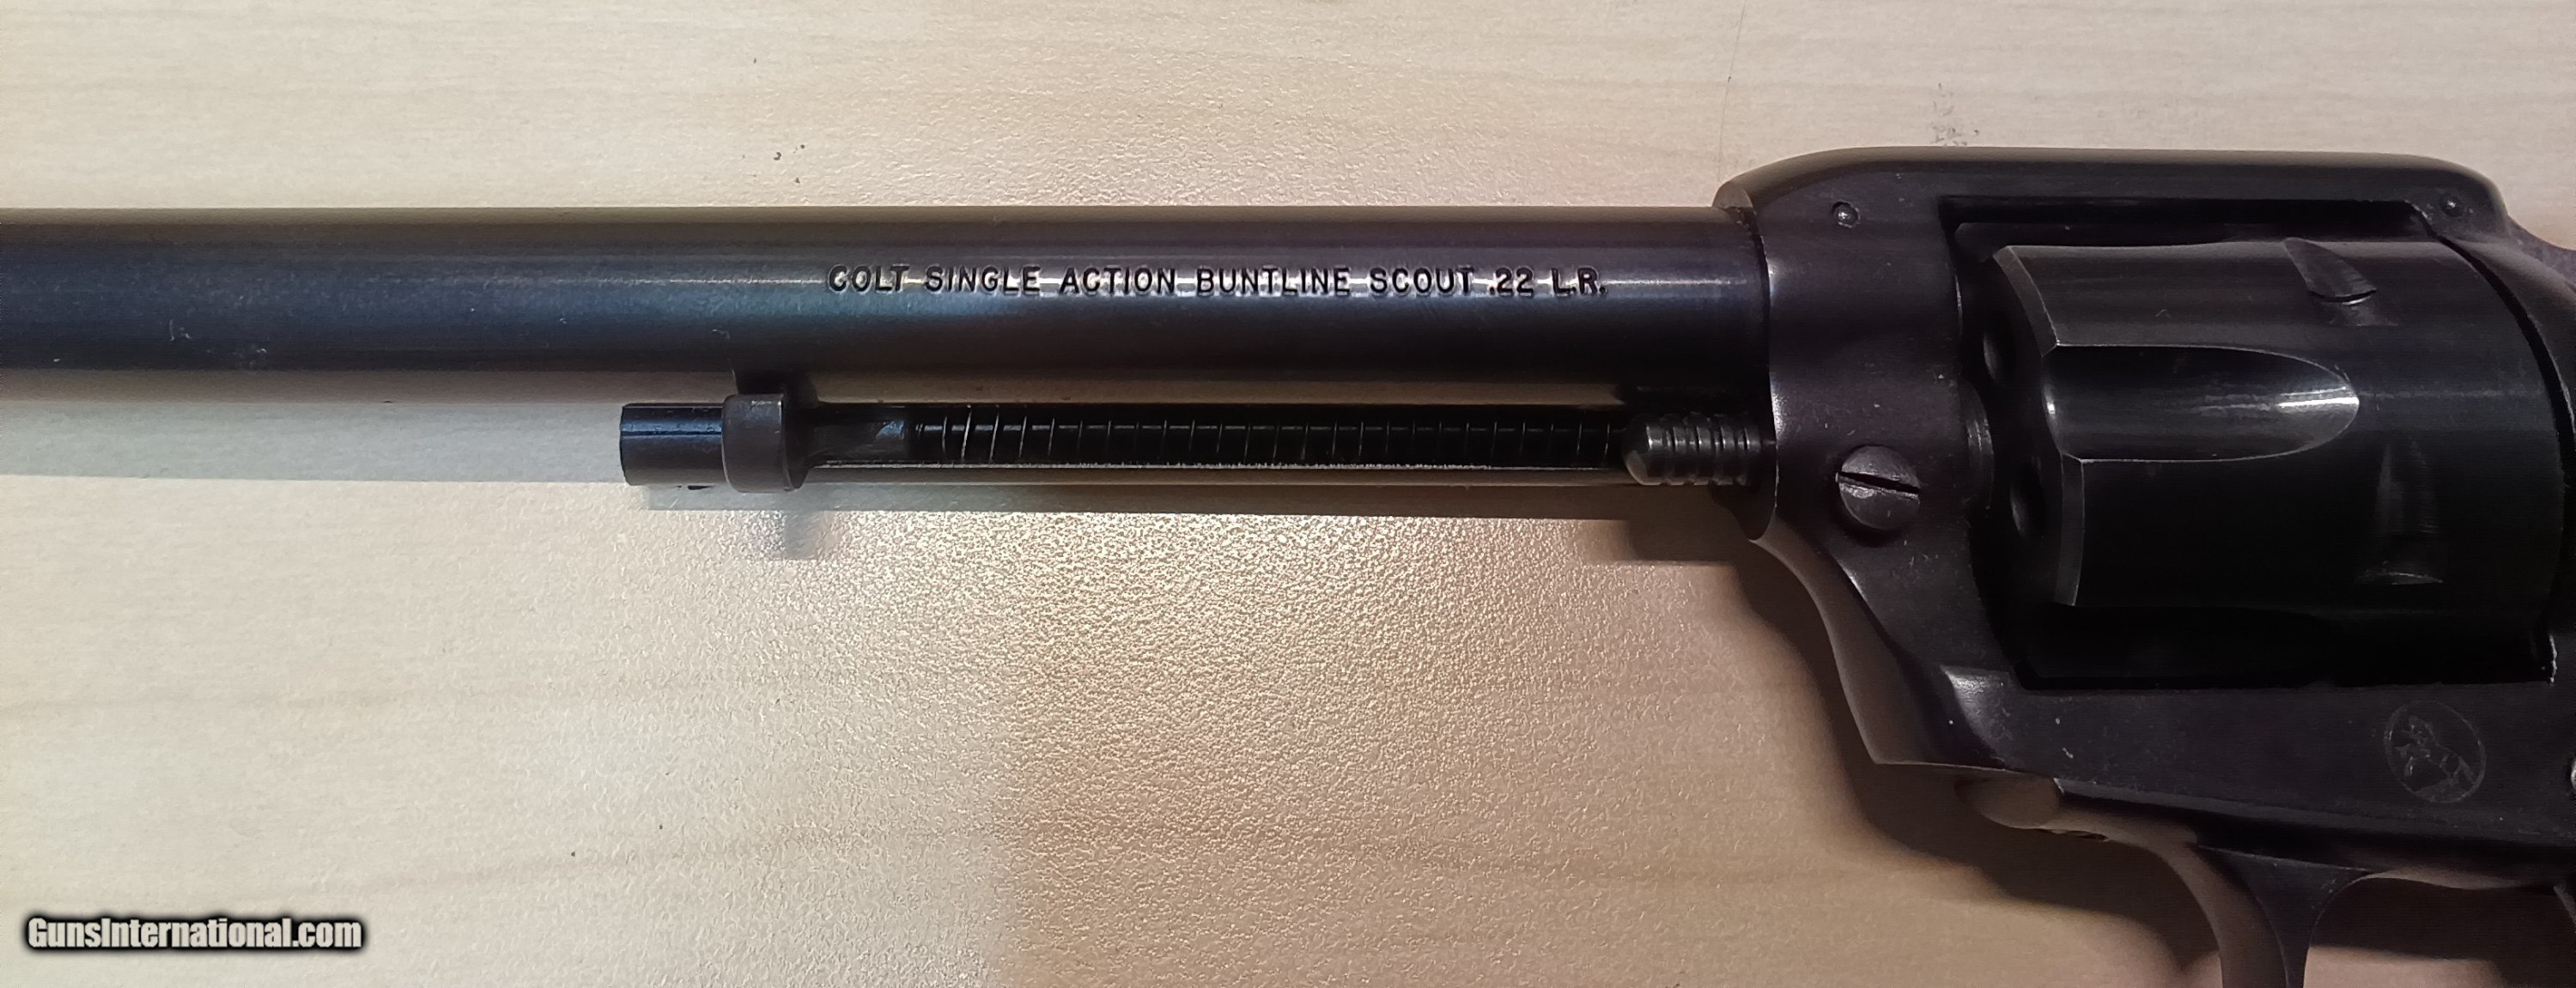 COLT SINGLE ACTION BUNTLINE SCOUT .22 L.R.
GunsInternational.com